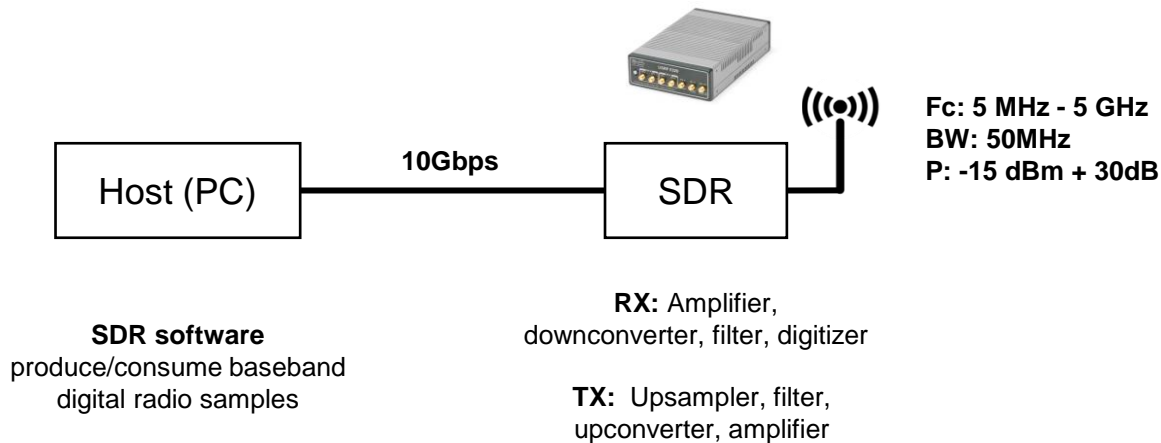 Fc: 5 MHz - 5 GHz
BW: 50MHz
P: -15 dBm + 30dB
10Gbps
Host (PC)
SDR
SDR software
produce/consume baseband
digital radio samples
RX: Amplifier,
downconverter, filter, digitizer
TX: Upsampler, filter,
upconverter, amplifier